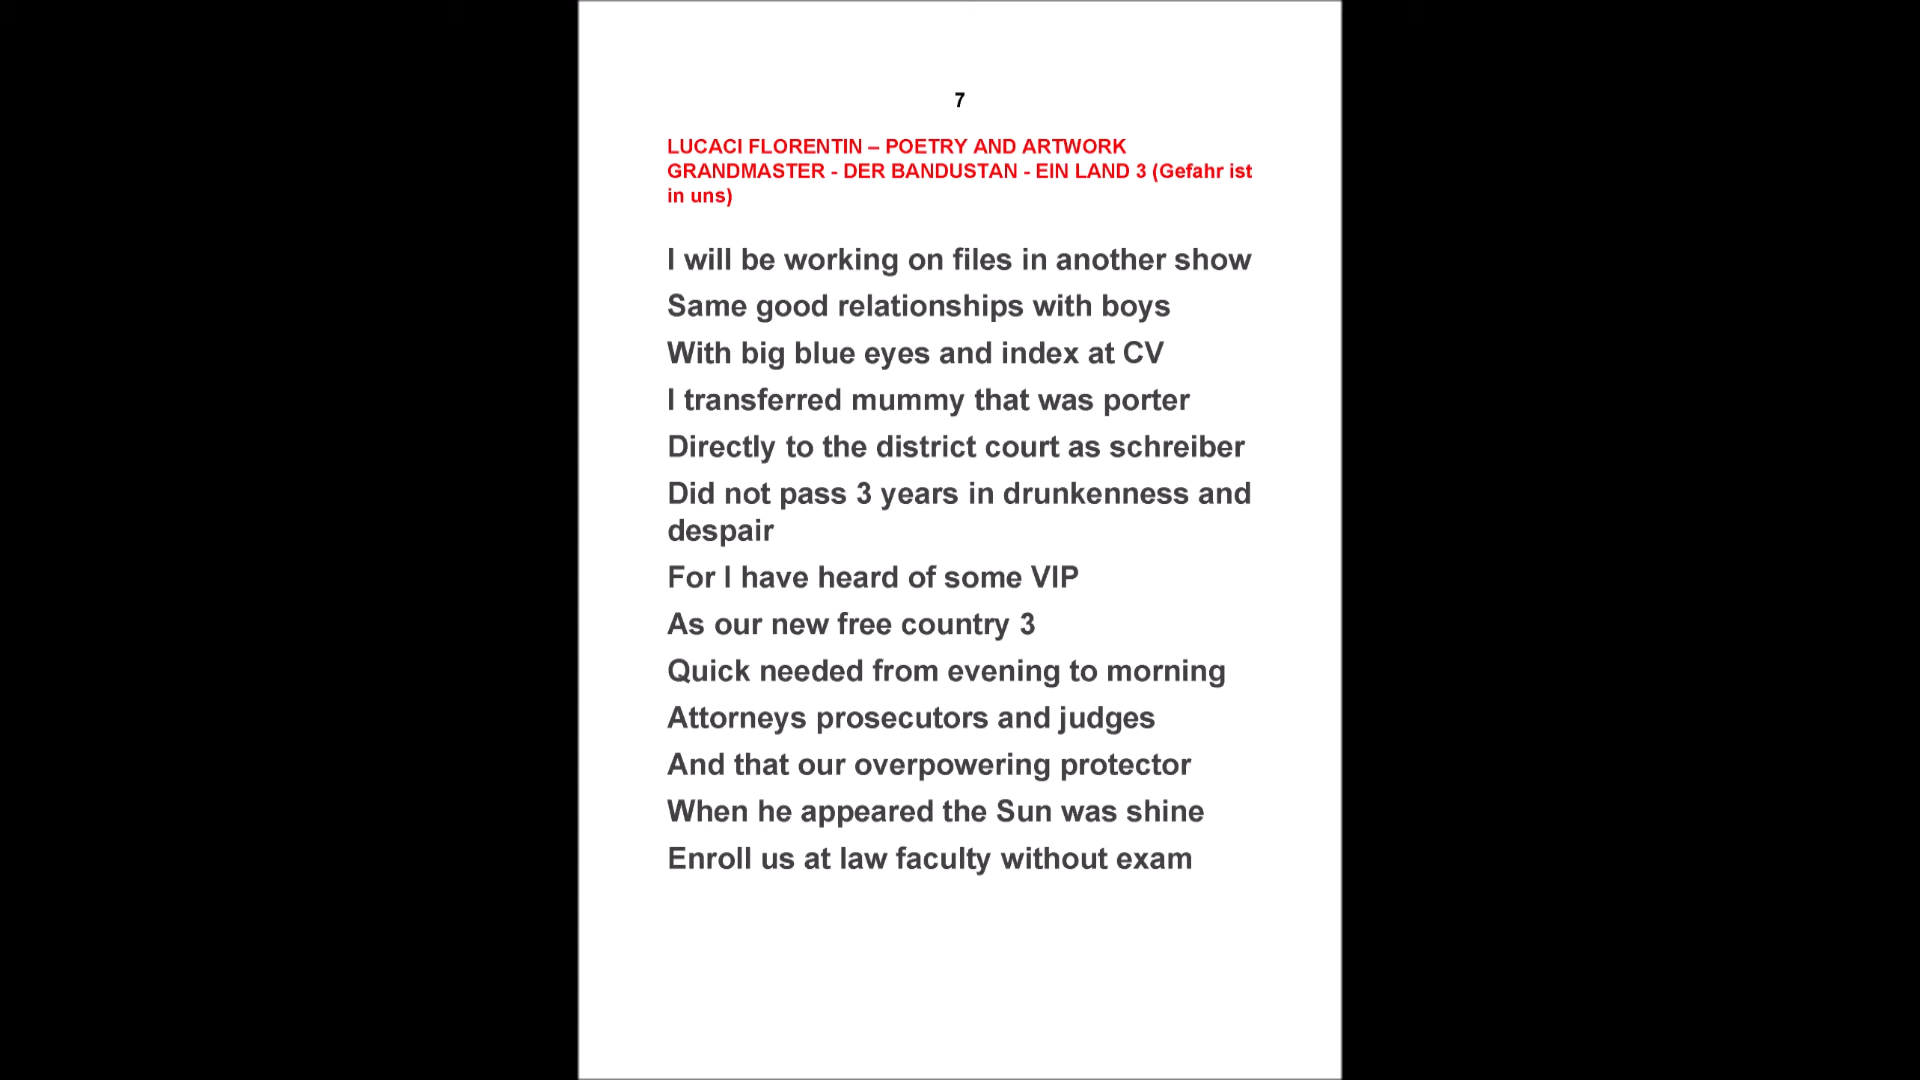 7
LUCACI FLORENTIN – POETRY AND ARTWORK
GRANDMASTER - DER BANDUSTAN - EIN LAND 3 (Gefahr ist
in uns)
I will be working on files in another show
Same good relationships with boys
With big blue eyes and index at CV
I transferred mummy that was porter
Directly to the district court as schreiber
Did not pass 3 years in drunkenness and
despair
For I have heard of some VIP
As our new free country 3
Quick needed from evening to morning
Attorneys prosecutors and judges
And that our overpowering protector
When he appeared the Sun was shine
Enroll us at law faculty without exam